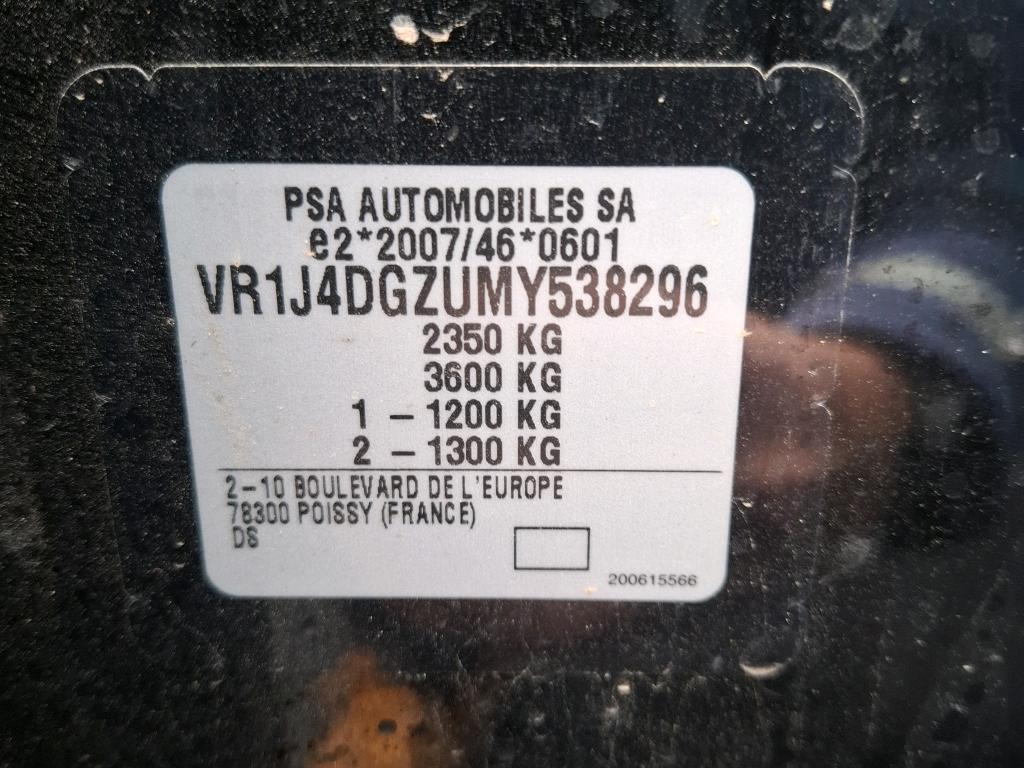 PSA AUTOMOBILES SA
e2*2007/46*0601
VR1J4DGZUMY538296
2350 KG
3600 KG
1 - 1200 KG
2 - 1300 KG
2-10 BOULEVARD DE L'EUROPE
78300 POISSY (FRANCE)
DS
200615566